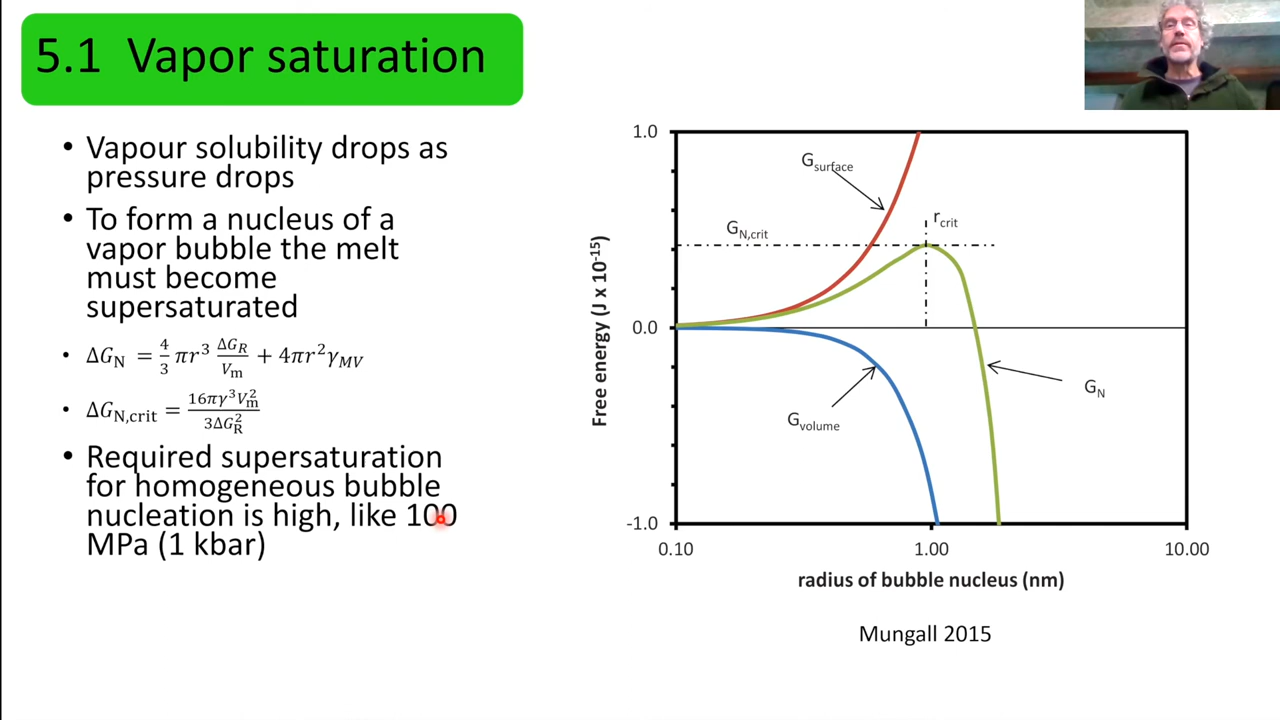 5.1 Vapor saturation
• Vapour solubility drops as
pressure drops
• To form a nucleus of a
vapor bubble the melt
must become
supersaturated
• ΔG_N = 4/3 πr³ ΔG_R/V_m + 4πr²γ_MV
• ΔG_N,crit = 16πγ³V_m²/3ΔG_R²
• Required supersaturation
for homogeneous bubble
nucleation is high, like 100
MPa (1 kbar)
Free energy (J x 10⁻¹⁵)
1.0
0.0
-1.0
G_surface
G_N,crit
r_crit
G_N
G_volume
0.10
1.00
10.00
radius of bubble nucleus (nm)
Mungall 2015